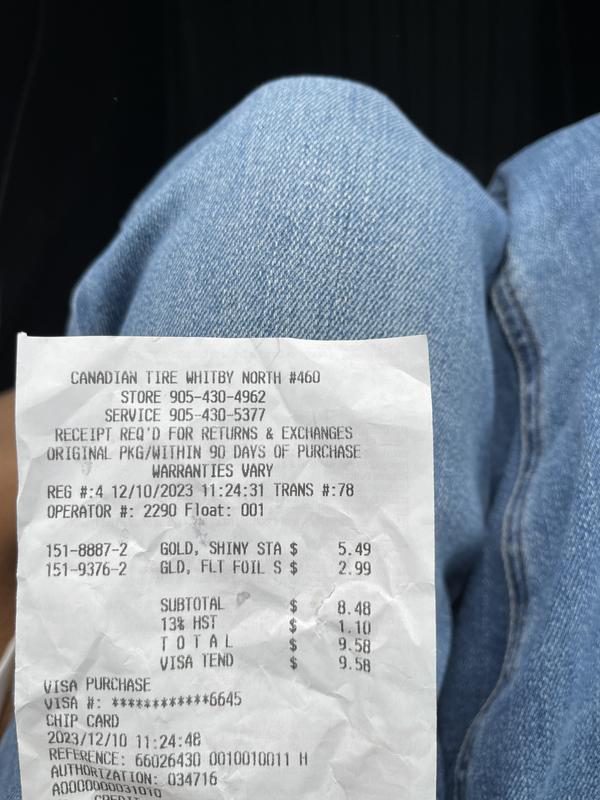 CANADIAN TIRE WHITBY NORTH #460
STORE 905-430-4962
SERVICE 905-430-5377
RECEIPT REQ'D FOR RETURNS & EXCHANGES
ORIGINAL PKG/WITHIN 90 DAYS OF PURCHASE
WARRANTIES VARY
REG #:4 12/10/2023 11:24:31 TRANS #:78
OPERATOR #: 2290 Float: 001
151-8887-2 GOLD, SHINY STA $ 5.49
151-9376-2 GLD, FLT FOIL S $ 2.99
SUBTOTAL $ 8.48
13% HST $ 1.10
T O T A L $ 9.58
VISA TEND $ 9.58
VISA PURCHASE
VISA #: ************6645
CHIP CARD
2023/12/10 11:24:48
REFERENCE: 66026430 0010010011 H
AUTHORIZATION: 034716
A0000000031010
CREDIT